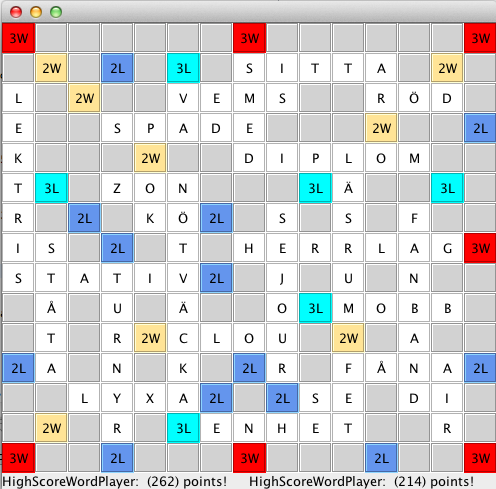 3W 3W 3W
2W 2L 3L S I T T A 2W
L 2W V E M S R Ö D
E S P A D E 2W 2L
K 2W D I P L O M
T 3L Z O N 3L Ä 3L
R 2L K Ö 2L S S F
I S 2L T H E R R L A G 3W
S T A T I V 2L J U N
Å U Ä O 3L M O B B
T R 2W C L O U 2W A
2L A N K 2L R F Å N A 2L
L Y X A 2L 2L S E D I
2W R 3L E N H E T R
3W 2L 3W 2L 3W
HighScoreWordPlayer: (262) points! HighScoreWordPlayer: (214) points!